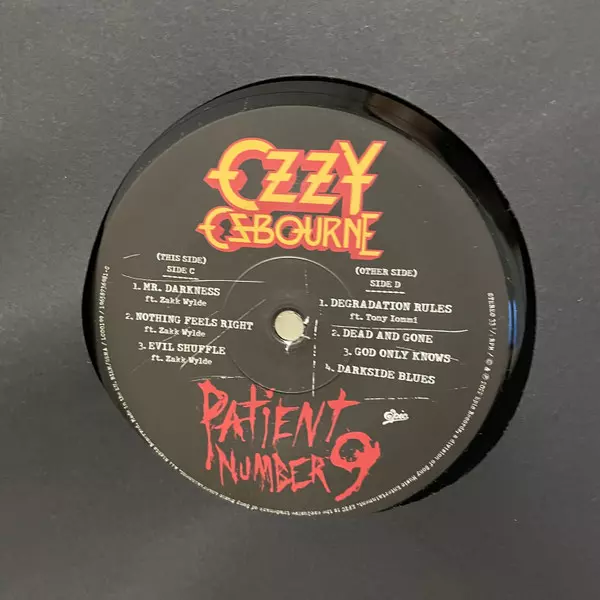 OZZY
OSBOURNE
(THIS SIDE)
SIDE C
1. MR. DARKNESS
ft. Zakk Wylde
2. NOTHING FEELS RIGHT
ft. Zakk Wylde
3. EVIL SHUFFLE
ft. Zakk Wylde
(OTHER SIDE)
SIDE D
1. DEGRADATION RULES
ft. Tony Iommi
2. DEAD AND GONE
3. GOD ONLY KNOWS
4. DARKSIDE BLUES
PATIENT
NUMBER 9
Epic